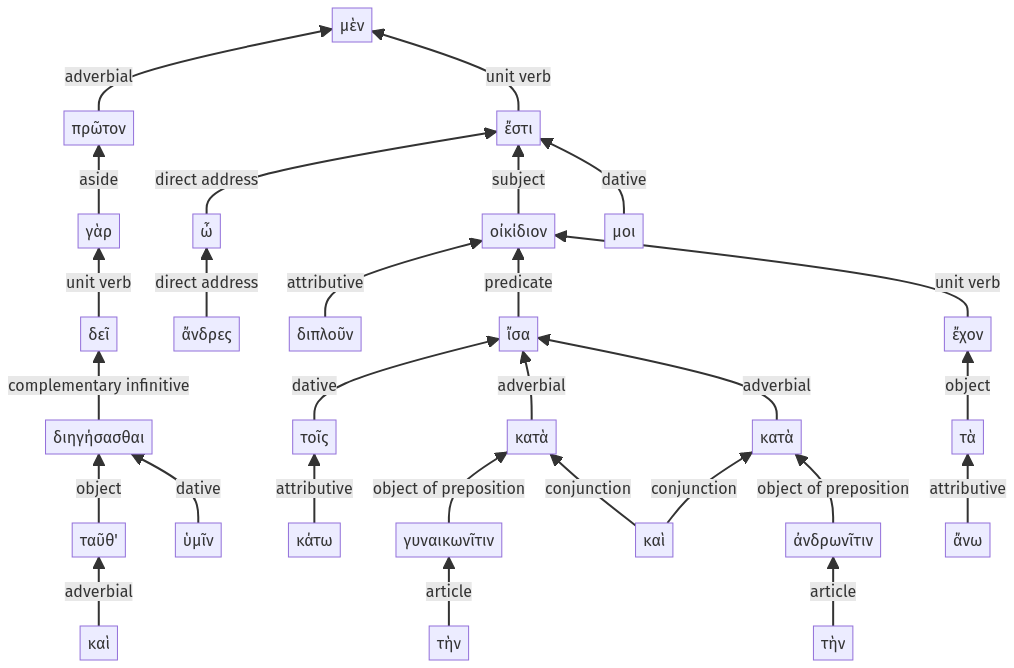 μὲν
adverbial unit verb
πρῶτον ἔστι
aside direct address subject dative
γὰρ ὦ οἰκίδιον μοι
unit verb direct address attributive predicate unit verb
δεῖ ἄνδρες διπλοῦν ἴσα ἔχον
complementary infinitive dative adverbial adverbial object
διηγήσασθαι τοῖς κατὰ κατὰ τὰ
object dative attributive object of preposition conjunction conjunction object of preposition attributive
ταῦθ' ὑμῖν κάτω γυναικωνῖτιν καὶ ἀνδρωνῖτιν ἄνω
adverbial article article
καὶ τὴν τὴν